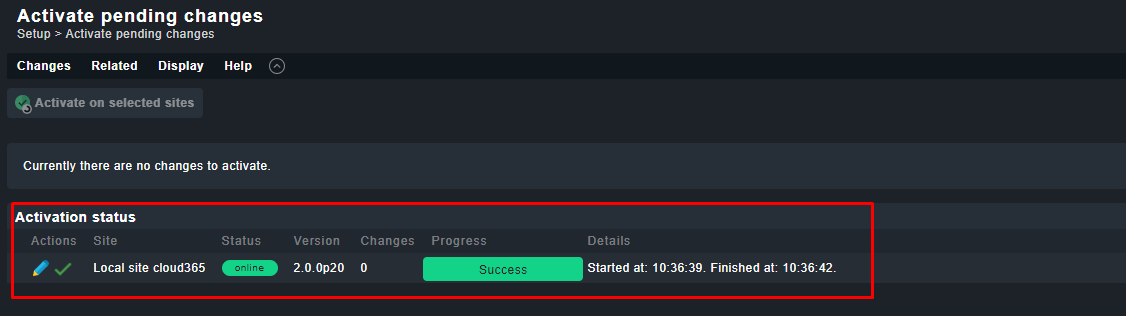 Activate pending changes
Setup > Activate pending changes
Changes Related Display Help
Activate on selected sites
Currently there are no changes to activate.
Activation status
Actions Site Status Version Changes Progress Details
Local site cloud365 online 2.0.0p20 0 Success Started at: 10:36:39. Finished at: 10:36:42.